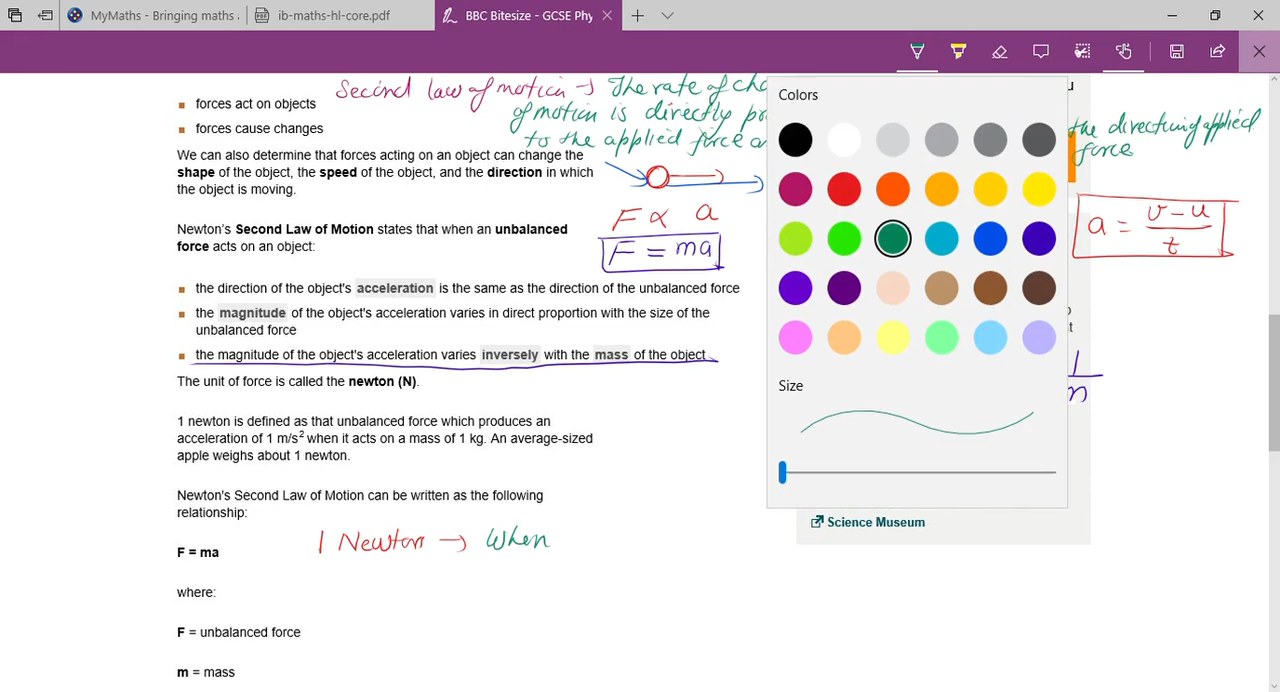 MyMaths - Bringing maths
ib-maths-hl-core.pdf
BBC Bitesize - GCSE Phy
Second law of motion → The rate of cha
of motion is directly pr
to the applied force a
the directing applied
force
u
forces act on objects
forces cause changes
We can also determine that forces acting on an object can change the
shape of the object, the speed of the object, and the direction in which
the object is moving.
F ∝ a
F = ma
a = v - u / t
Newton's Second Law of Motion states that when an unbalanced
force acts on an object:
the direction of the object's acceleration is the same as the direction of the unbalanced force
the magnitude of the object's acceleration varies in direct proportion with the size of the
unbalanced force
the magnitude of the object's acceleration varies inversely with the mass of the object
The unit of force is called the newton (N).
1 newton is defined as that unbalanced force which produces an
acceleration of 1 m/s² when it acts on a mass of 1 kg. An average-sized
apple weighs about 1 newton.
Newton's Second Law of Motion can be written as the following
relationship:
1 Newton → When
F = ma
where:
F = unbalanced force
m = mass
Colors
Size
Science Museum